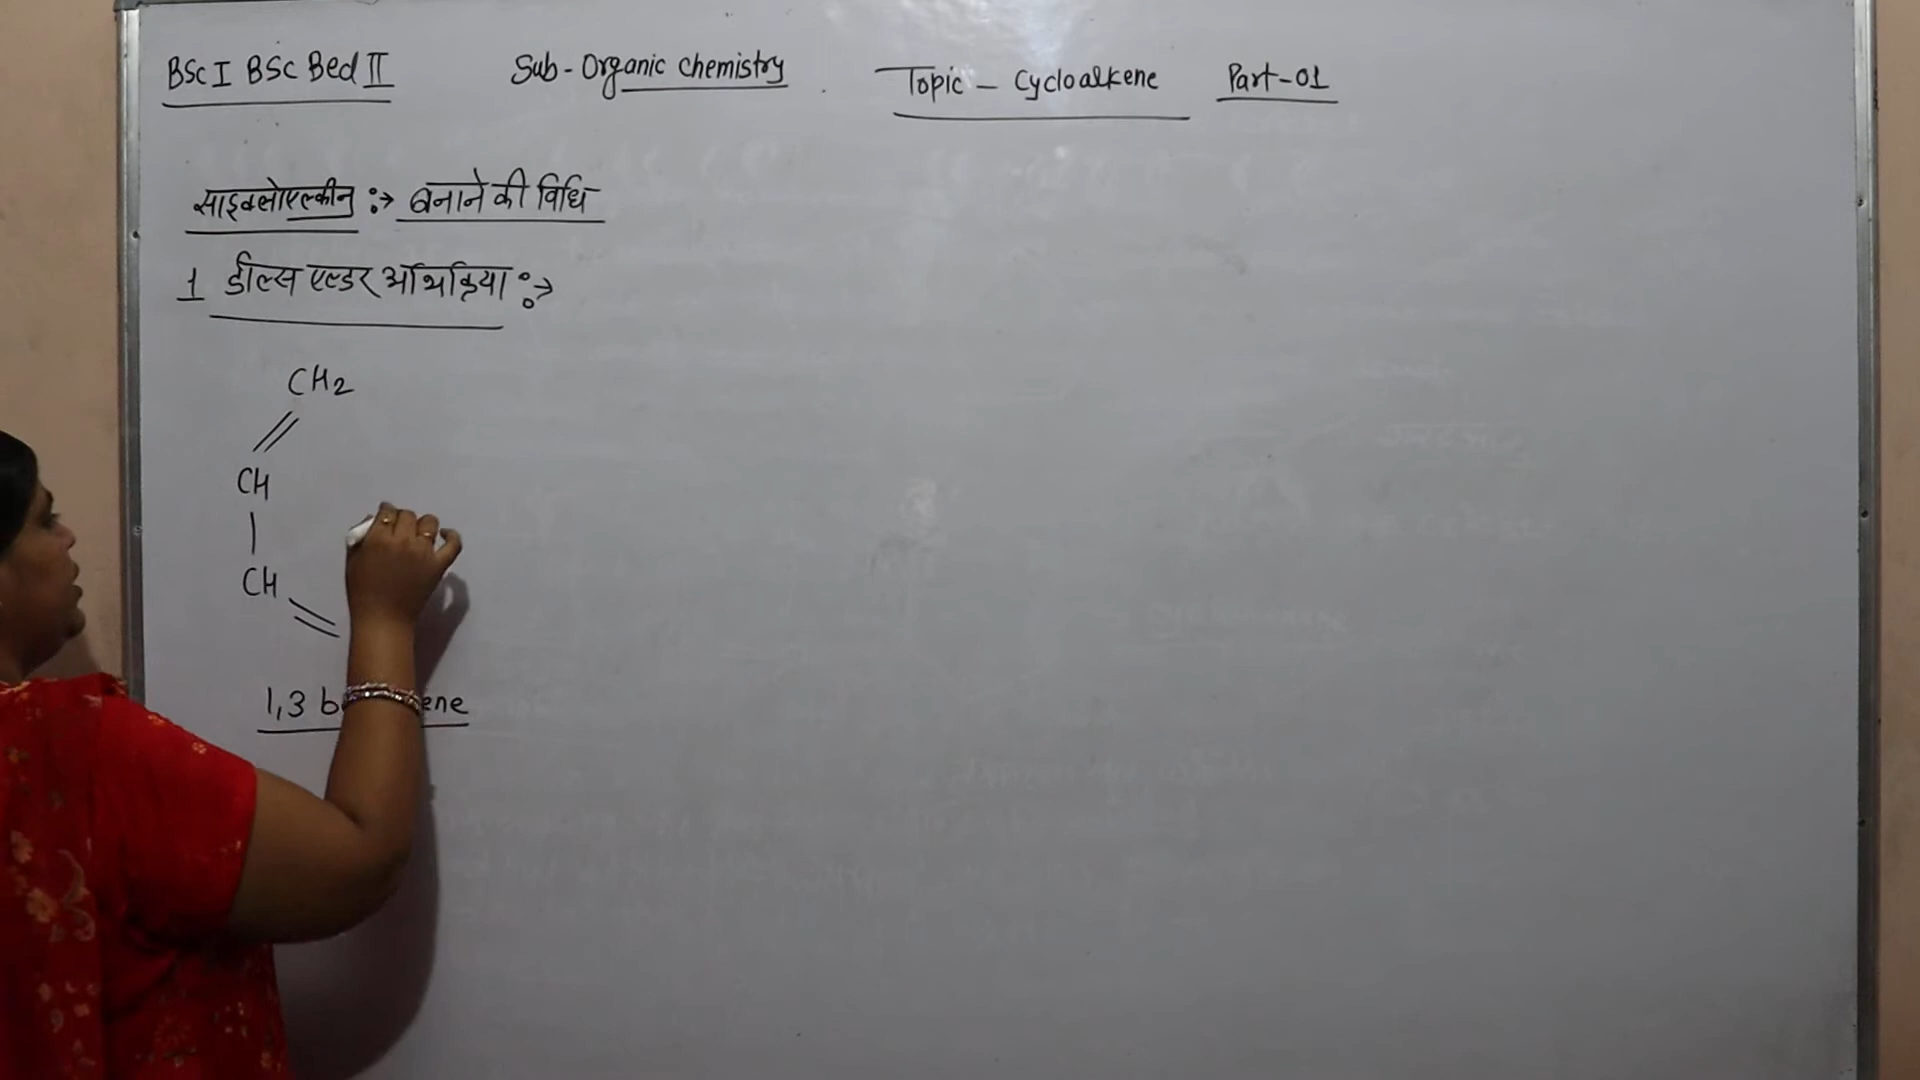 BSc I BSc Bed II Sub - Organic chemistry Topic - Cycloalkene Part-01
साइक्लोएल्कीन :→ बनाने की विधि
1 डील्स एल्डर अभिक्रिया :→
CH2
CH
CH
1,3